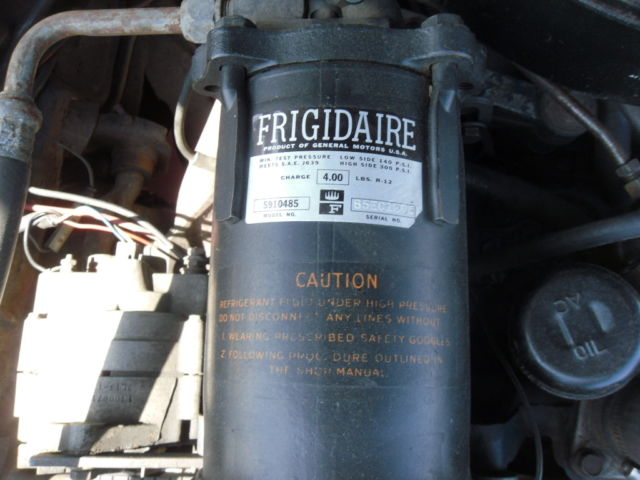 FRIGIDAIRE
PRODUCT OF GENERAL MOTORS U.S.A.
MIN. TEST PRESSURE LOW SIDE 140 P.S.I.
MEETS S.A.E. J639 HIGH SIDE 300 P.S.I.
CHARGE 4.00 LBS. R-12
5910485
MODEL NO. F SERIAL NO.
CAUTION
REFRIGERANT FLUID UNDER HIGH PRESSURE
DO NOT DISCONNECT ANY LINES WITHOUT
1 WEARING PRESCRIBED SAFETY GOGGLES
2 FOLLOWING PROCEDURE OUTLINED IN
THE SHOP MANUAL.
AC
OIL